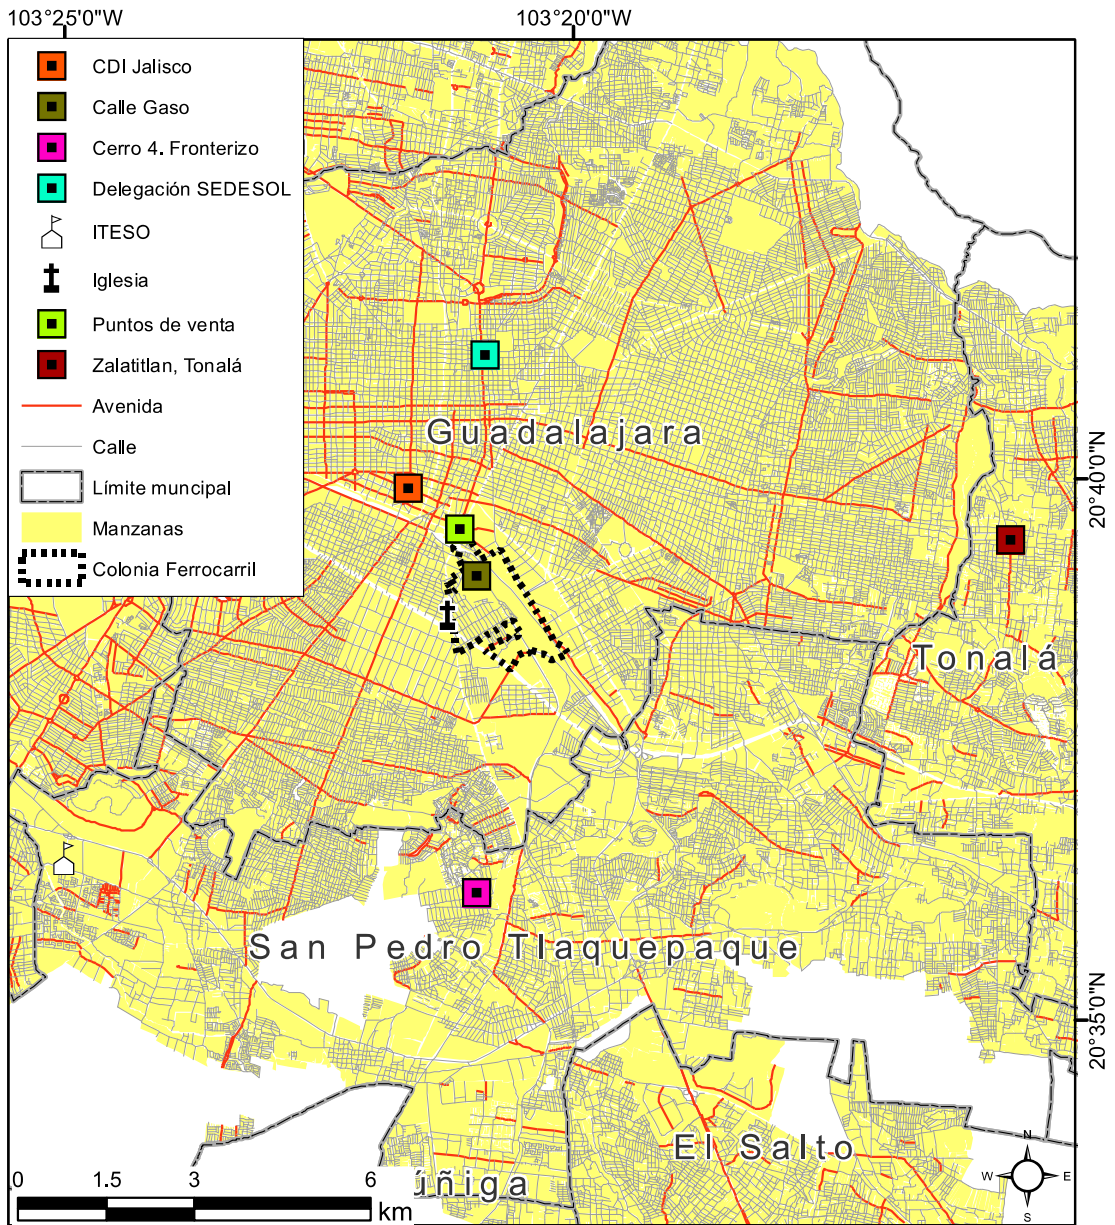 103°25'0"W
103°20'0"W
CDI Jalisco
Calle Gaso
Cerro 4. Fronterizo
Delegación SEDESOL
ITESO
Iglesia
Puntos de venta
Zalatitlan, Tonalá
Avenida
Calle
Límite muncipal
Manzanas
Colonia Ferrocarril
Guadalajara
20°40'0"N
Tonalá
San Pedro Tlaquepaque
20°35'0"N
El Salto
úñiga
N
W E
S
0 1.5 3 6
km